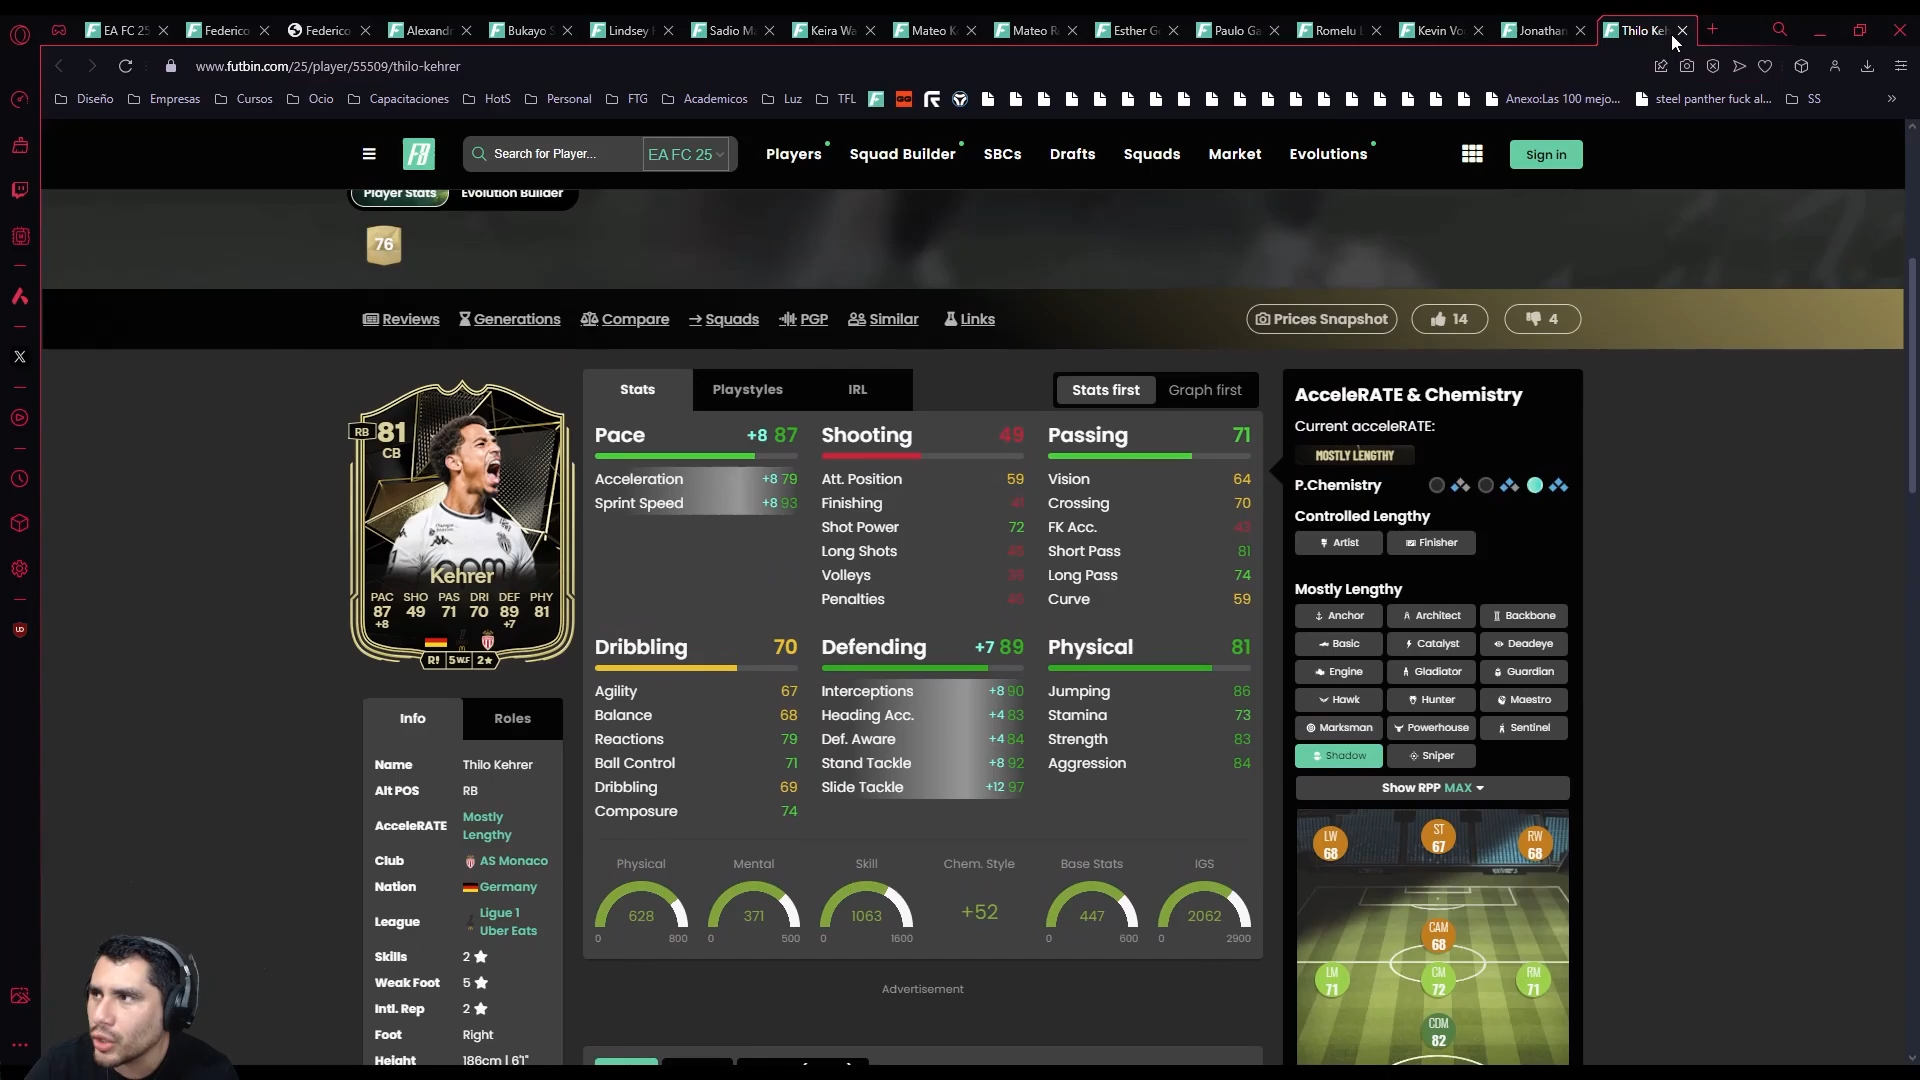 EA FC 25
Federico
Federico
Alexandr
Bukayo S
Lindsey
Sadio M
Keira Wa
Mateo K
Mateo R
Esther G
Paulo Ga
Romelu L
Kevin Vo
Jonathan
Thilo Keh
www.futbin.com/25/player/55509/thilo-kehrer
Diseño
Empresas
Cursos
Ocio
Capacitaciones
HotS
Personal
FTG
Academicos
Luz
TFL
GG
Anexo:Las 100 mejo...
steel panther fuck al...
SS
FB
Search for Player...
EA FC 25
Players
Squad Builder
SBCs
Drafts
Squads
Market
Evolutions
Sign in
Player Stats
Evolution Builder
76
Reviews
Generations
Compare
Squads
PGP
Similar
Links
Prices Snapshot
14
4
RB
81
CB
Kehrer
PAC SHO PAS DRI DEF PHY
87 49 71 70 89 81
+8 +7
R! 5 W.F 2★
Stats
Playstyles
IRL
Stats first
Graph first
Pace +8 87
Acceleration +8 79
Sprint Speed +8 93
Shooting 49
Att. Position 59
Finishing 41
Shot Power 72
Long Shots
Volleys
Penalties
Passing 71
Vision 64
Crossing 70
FK Acc. 43
Short Pass 81
Long Pass 74
Curve 59
Dribbling 70
Agility 67
Balance 68
Reactions 79
Ball Control 71
Dribbling 69
Composure 74
Defending +7 89
Interceptions +8 90
Heading Acc. +4 83
Def. Aware +4 84
Stand Tackle +8 92
Slide Tackle +12 97
Physical 81
Jumping 86
Stamina 73
Strength 83
Aggression 84
Physical
628
0 800
Mental
371
0 500
Skill
1063
0 1600
Chem. Style
+52
Base Stats
447
0 600
IGS
2062
0 2900
Advertisement
Info
Roles
Name Thilo Kehrer
Alt POS RB
AcceleRATE Mostly
Lengthy
Club AS Monaco
Nation Germany
League Ligue 1
Uber Eats
Skills 2 ★
Weak Foot 5 ★
Intl. Rep 2 ★
Foot Right
Height 186cm | 6'1"
AcceleRATE & Chemistry
Current acceleRATE:
MOSTLY LENGTHY
P.Chemistry
Controlled Lengthy
Artist
Finisher
Mostly Lengthy
Anchor
Architect
Backbone
Basic
Catalyst
Deadeye
Engine
Gladiator
Guardian
Hawk
Hunter
Maestro
Marksman
Powerhouse
Sentinel
Shadow
Sniper
Show RPP MAX
LW
68
ST
67
RW
68
CAM
68
LM
71
CM
72
RM
71
CDM
82